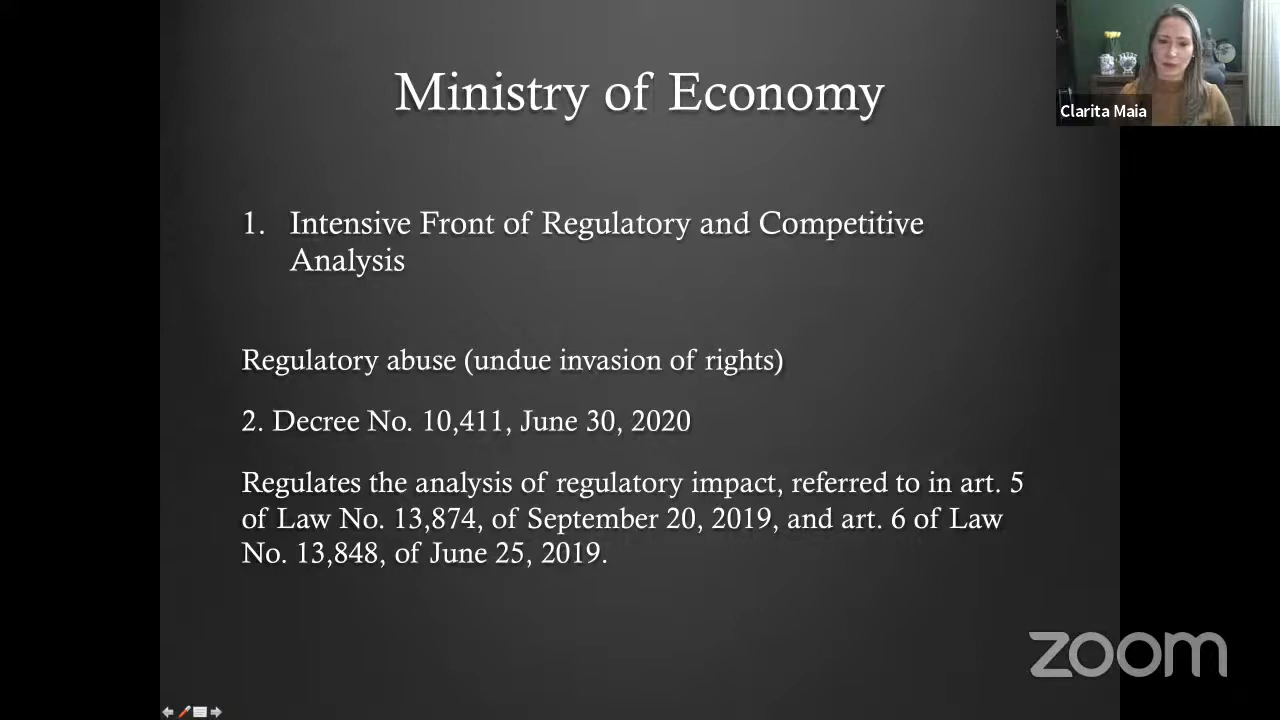 Ministry of Economy
Clarita Maia
1. Intensive Front of Regulatory and Competitive
Analysis
Regulatory abuse (undue invasion of rights)
2. Decree No. 10,411, June 30, 2020
Regulates the analysis of regulatory impact, referred to in art. 5
of Law No. 13,874, of September 20, 2019, and art. 6 of Law
No. 13,848, of June 25, 2019.
zoom